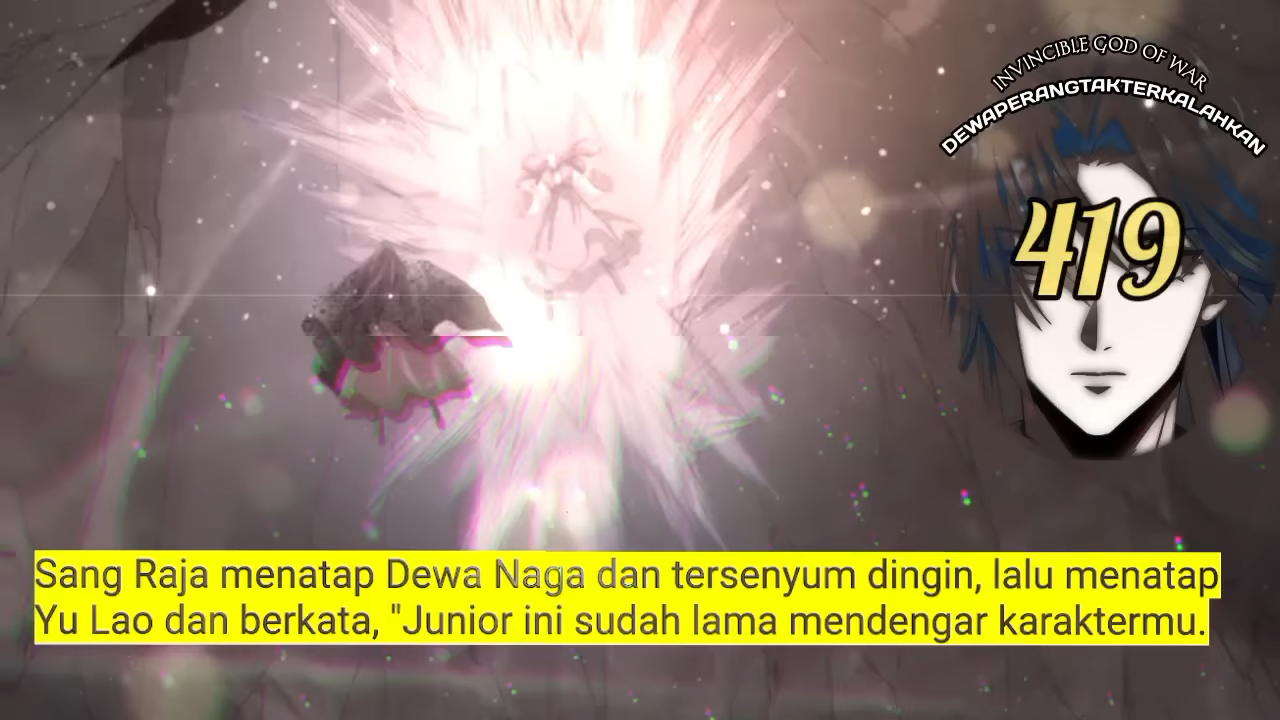 INVINCIBLE GOD OF WAR
DEWAPERANGTAKTERKALAHKAN
419
Sang Raja menatap Dewa Naga dan tersenyum dingin, lalu menatap
Yu Lao dan berkata, "Junior ini sudah lama mendengar karaktermu.